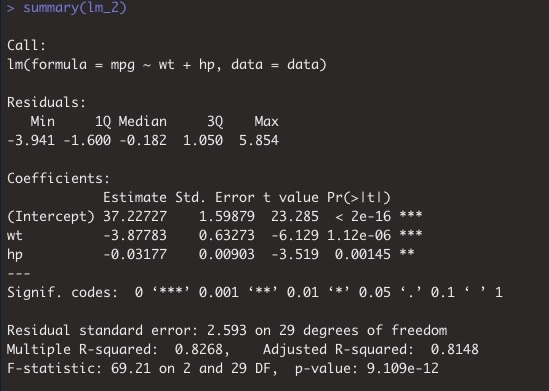 > summary(lm_2)

Call:
lm(formula = mpg ~ wt + hp, data = data)

Residuals:
   Min     1Q Median     3Q    Max
-3.941 -1.600 -0.182  1.050  5.854

Coefficients:
            Estimate Std. Error t value Pr(>|t|)
(Intercept) 37.22727    1.59879  23.285  < 2e-16 ***
wt          -3.87783    0.63273  -6.129 1.12e-06 ***
hp          -0.03177    0.00903  -3.519  0.00145 **
---
Signif. codes:  0 ‘***’ 0.001 ‘**’ 0.01 ‘*’ 0.05 ‘.’ 0.1 ‘ ’ 1

Residual standard error: 2.593 on 29 degrees of freedom
Multiple R-squared:  0.8268,    Adjusted R-squared:  0.8148
F-statistic: 69.21 on 2 and 29 DF,  p-value: 9.109e-12